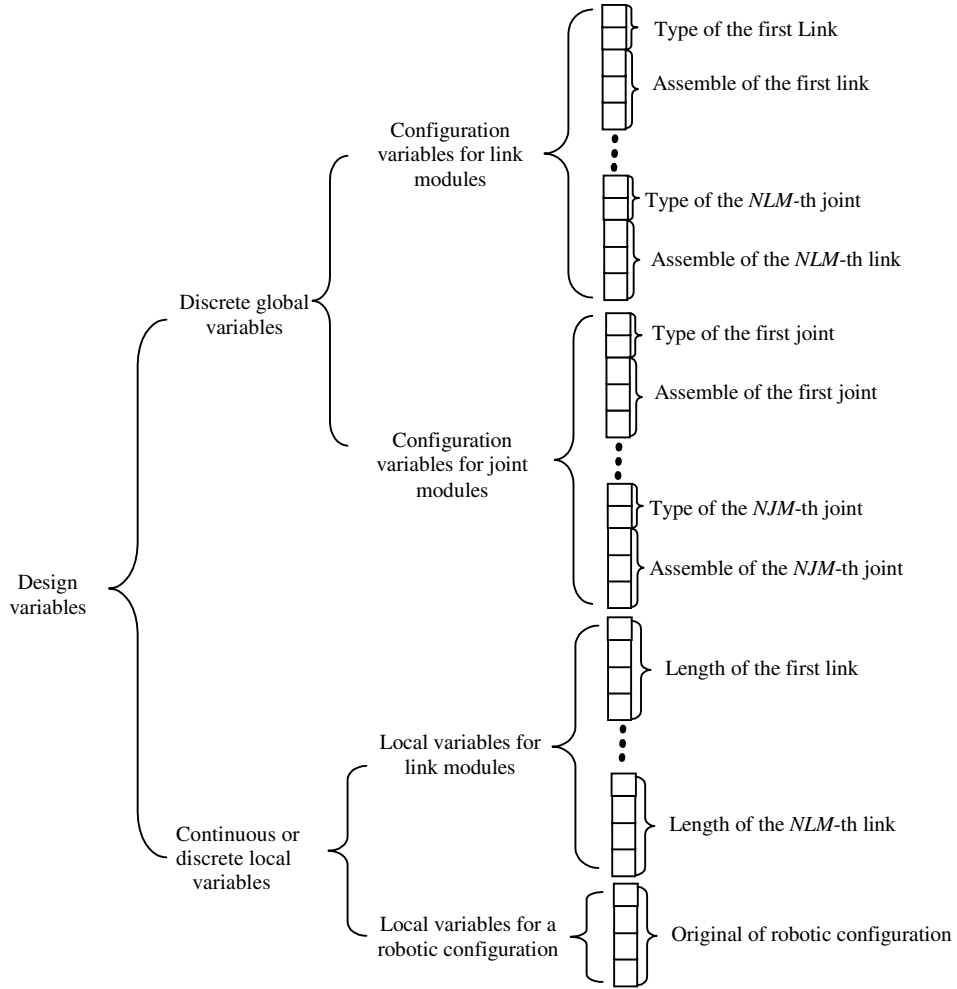 Type of the first Link
Assemble of the first link
Configuration
variables for link
modules
Type of the NLM-th joint
Assemble of the NLM-th link
Discrete global
variables
Type of the first joint
Assemble of the first joint
Configuration
variables for joint
modules
Type of the NJM-th joint
Assemble of the NJM-th joint
Design
variables
Length of the first link
Local variables for
link modules
Length of the NLM-th link
Continuous or
discrete local
variables
Local variables for a
robotic configuration
Original of robotic configuration